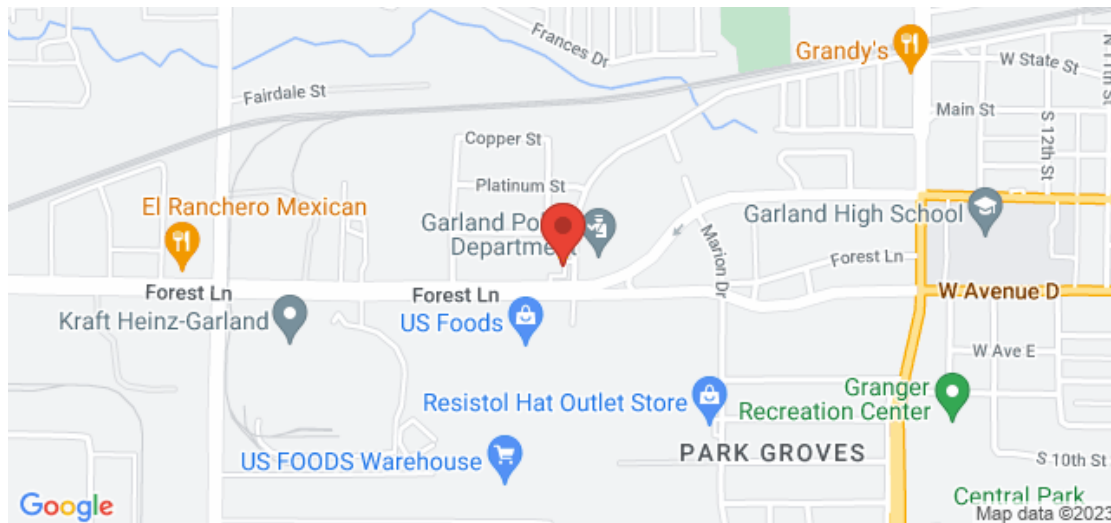 Frances Dr
Grandy's
W State St
Fairdale St
Main St
S 12th St
Copper St
Platinum St
El Ranchero Mexican
Garland Po
Department
Garland High School
Marion Dr
Forest Ln
Forest Ln
Forest Ln
W Avenue D
Kraft Heinz-Garland
US Foods
W Ave E
Resistol Hat Outlet Store
Granger
Recreation Center
US FOODS Warehouse
PARK GROVES
S 10th St
Central Park
Google
Map data ©2023